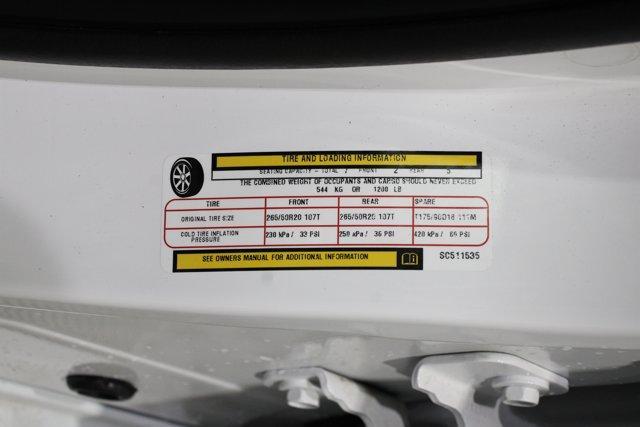 TIRE AND LOADING INFORMATION
SEATING CAPACITY - TOTAL 7 FRONT 2 REAR 5
THE COMBINED WEIGHT OF OCCUPANTS AND CARGO SHOULD NEVER EXCEED
544 KG OR 1200 LB
TIRE FRONT REAR SPARE
ORIGINAL TIRE SIZE 265/50R20 107T 265/50R20 107T T175/90D18 110M
COLD TIRE INFLATION PRESSURE 230 kPa / 33 PSI 250 kPa / 36 PSI 420 kPa / 60 PSI
SEE OWNERS MANUAL FOR ADDITIONAL INFORMATION
SC511535